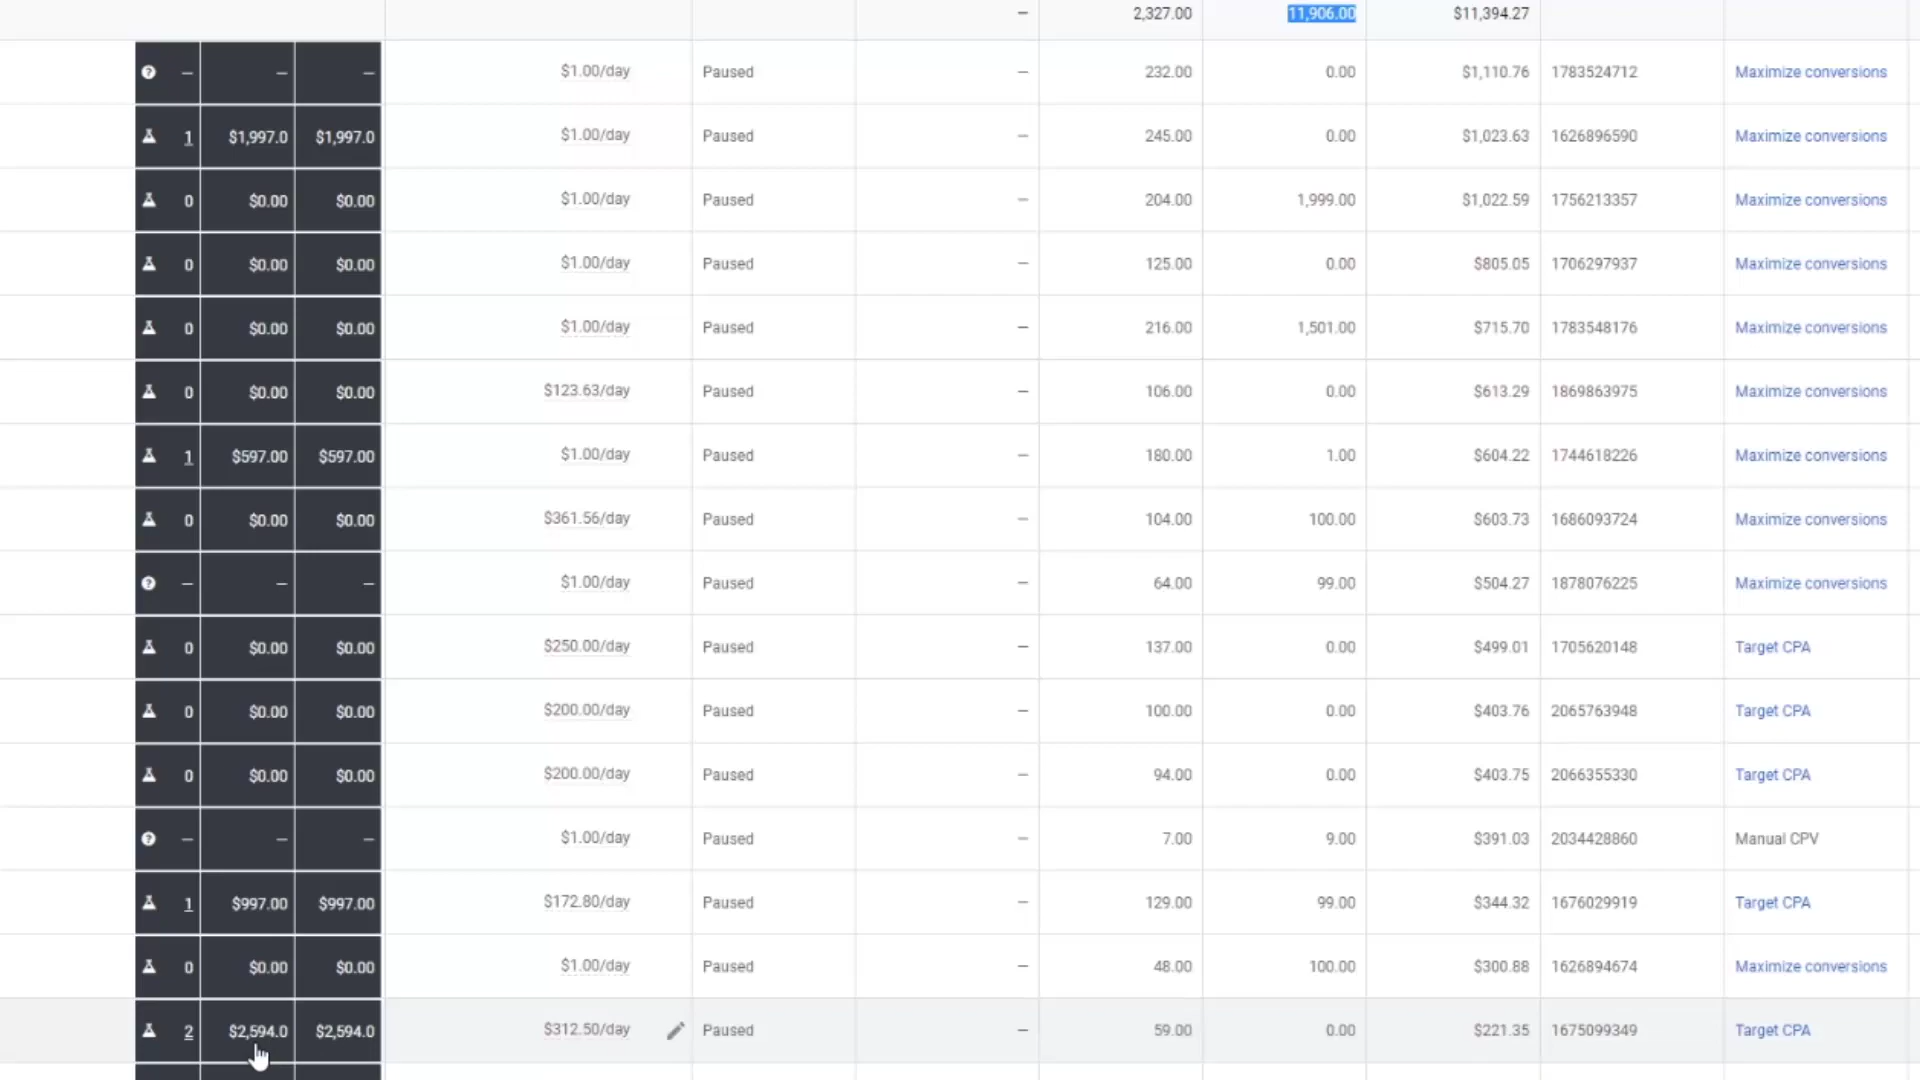 — 2,327.00 11,906.00 $11,394.27
— — — $1.00/day Paused — 232.00 0.00 $1,110.76 1783524712 Maximize conversions
1 $1,997.0 $1,997.0 $1.00/day Paused — 245.00 0.00 $1,023.63 1626896590 Maximize conversions
0 $0.00 $0.00 $1.00/day Paused — 204.00 1,999.00 $1,022.59 1756213357 Maximize conversions
0 $0.00 $0.00 $1.00/day Paused — 125.00 0.00 $805.05 1706297937 Maximize conversions
0 $0.00 $0.00 $1.00/day Paused — 216.00 1,501.00 $715.70 1783548176 Maximize conversions
0 $0.00 $0.00 $123.63/day Paused — 106.00 0.00 $613.29 1869863975 Maximize conversions
1 $597.00 $597.00 $1.00/day Paused — 180.00 1.00 $604.22 1744618226 Maximize conversions
0 $0.00 $0.00 $361.56/day Paused — 104.00 100.00 $603.73 1686093724 Maximize conversions
— — — $1.00/day Paused — 64.00 99.00 $504.27 1878076225 Maximize conversions
0 $0.00 $0.00 $250.00/day Paused — 137.00 0.00 $499.01 1705620148 Target CPA
0 $0.00 $0.00 $200.00/day Paused — 100.00 0.00 $403.76 2065763948 Target CPA
0 $0.00 $0.00 $200.00/day Paused — 94.00 0.00 $403.75 2066355330 Target CPA
— — — $1.00/day Paused — 7.00 9.00 $391.03 2034428860 Manual CPV
1 $997.00 $997.00 $172.80/day Paused — 129.00 99.00 $344.32 1676029919 Target CPA
0 $0.00 $0.00 $1.00/day Paused — 48.00 100.00 $300.88 1626894674 Maximize conversions
2 $2,594.0 $2,594.0 $312.50/day Paused — 59.00 0.00 $221.35 1675099349 Target CPA